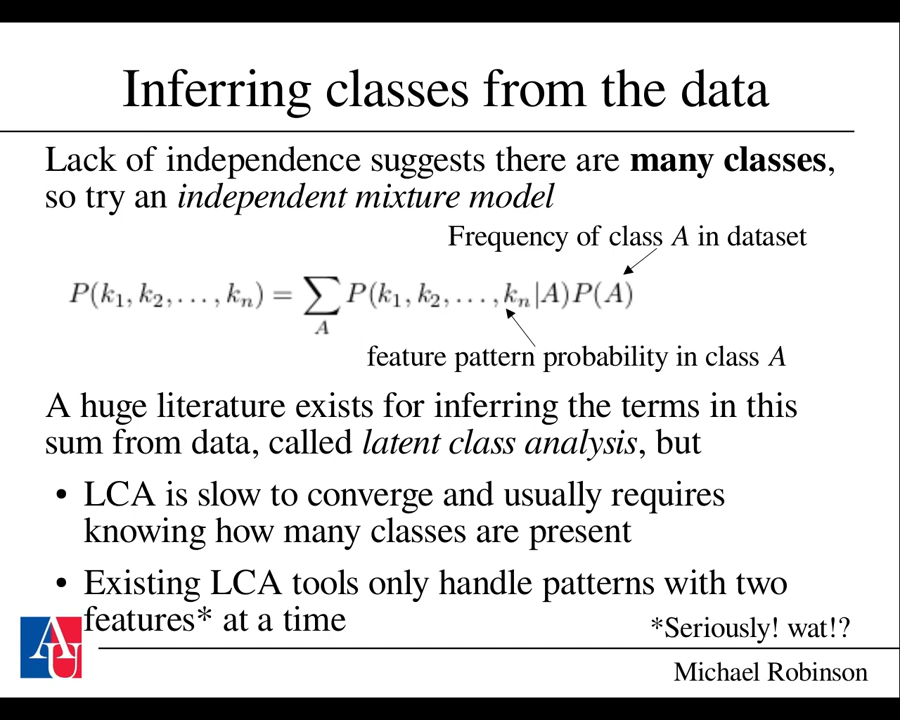 Inferring classes from the data
Lack of independence suggests there are many classes,
so try an independent mixture model
Frequency of class A in dataset
P(k₁, k₂, . . . , kₙ) = ∑_A P(k₁, k₂, . . . , kₙ|A)P(A)
feature pattern probability in class A
A huge literature exists for inferring the terms in this
sum from data, called latent class analysis, but
• LCA is slow to converge and usually requires
knowing how many classes are present
• Existing LCA tools only handle patterns with two
features* at a time
*Seriously! wat!?
AU
Michael Robinson